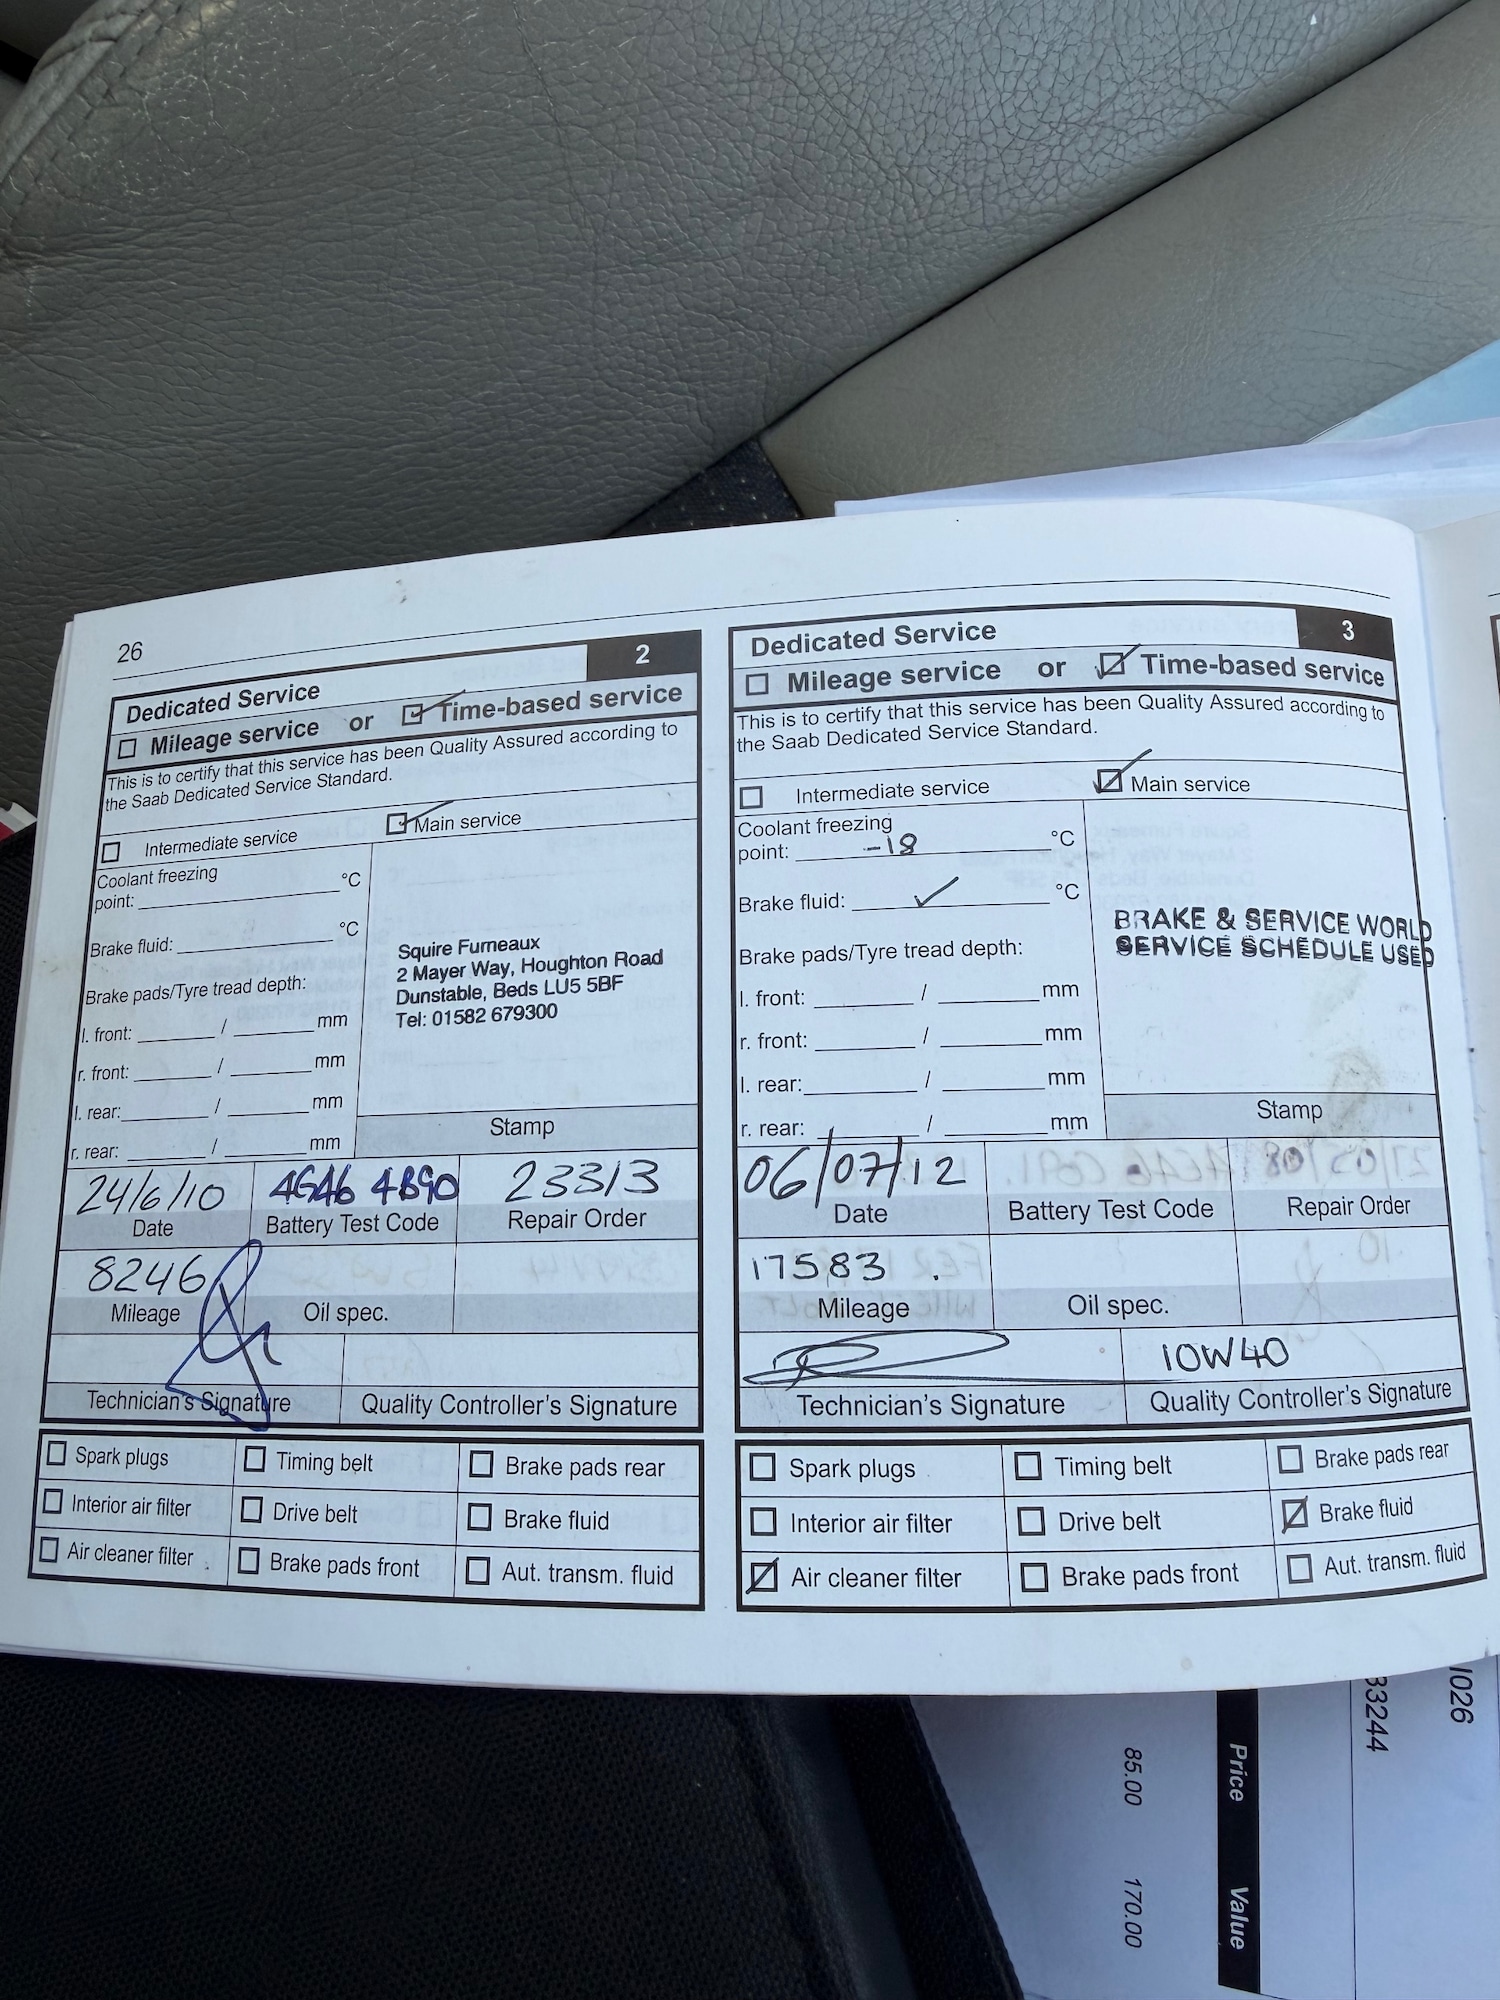 26
Dedicated Service 2
Mileage service or Time-based service
This is to certify that this service has been Quality Assured according to
the Saab Dedicated Service Standard.
Intermediate service Main service
Coolant freezing
point: °C
Brake fluid: °C
Brake pads/Tyre tread depth:
l. front: / mm
r. front: / mm
l. rear: / mm
r. rear: / mm
Squire Furneaux
2 Mayer Way, Houghton Road
Dunstable, Beds LU5 5BF
Tel: 01582 679300
Stamp
24/6/10 4G46 4B90 23313
Date Battery Test Code Repair Order
8246
Mileage Oil spec.
Technician's Signature Quality Controller's Signature
Spark plugs Timing belt Brake pads rear
Interior air filter Drive belt Brake fluid
Air cleaner filter Brake pads front Aut. transm. fluid
Dedicated Service 3
Mileage service or Time-based service
This is to certify that this service has been Quality Assured according to
the Saab Dedicated Service Standard.
Intermediate service Main service
Coolant freezing
point: -18 °C
Brake fluid: ✓ °C
Brake pads/Tyre tread depth:
l. front: / mm
r. front: / mm
l. rear: / mm
r. rear: / mm
BRAKE & SERVICE WORLD
SERVICE SCHEDULE USED
Stamp
06/07/12
Date Battery Test Code Repair Order
17583
Mileage Oil spec.
10W40
Technician's Signature Quality Controller's Signature
Spark plugs Timing belt Brake pads rear
Interior air filter Drive belt Brake fluid
Air cleaner filter Brake pads front Aut. transm. fluid
1026
33244
Price Value
85.00 170.00